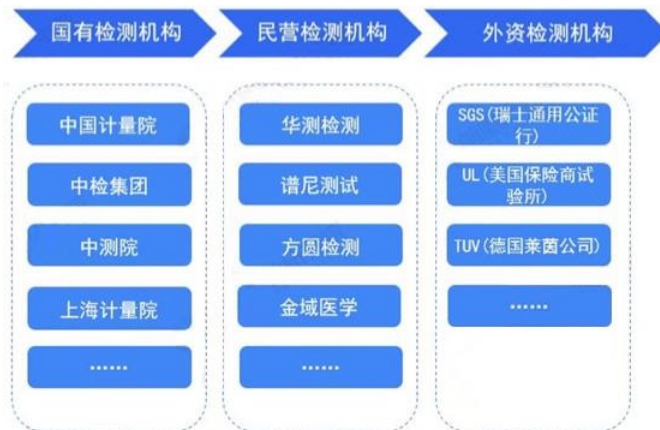 国有检测机构
民营检测机构
外资检测机构
中国计量院
中检集团
中测院
上海计量院
......
华测检测
谱尼测试
方圆检测
金域医学
......
SGS(瑞士通用公证
行)
UL(美国保险商试
验所)
TUV(德国莱茵公司)
......